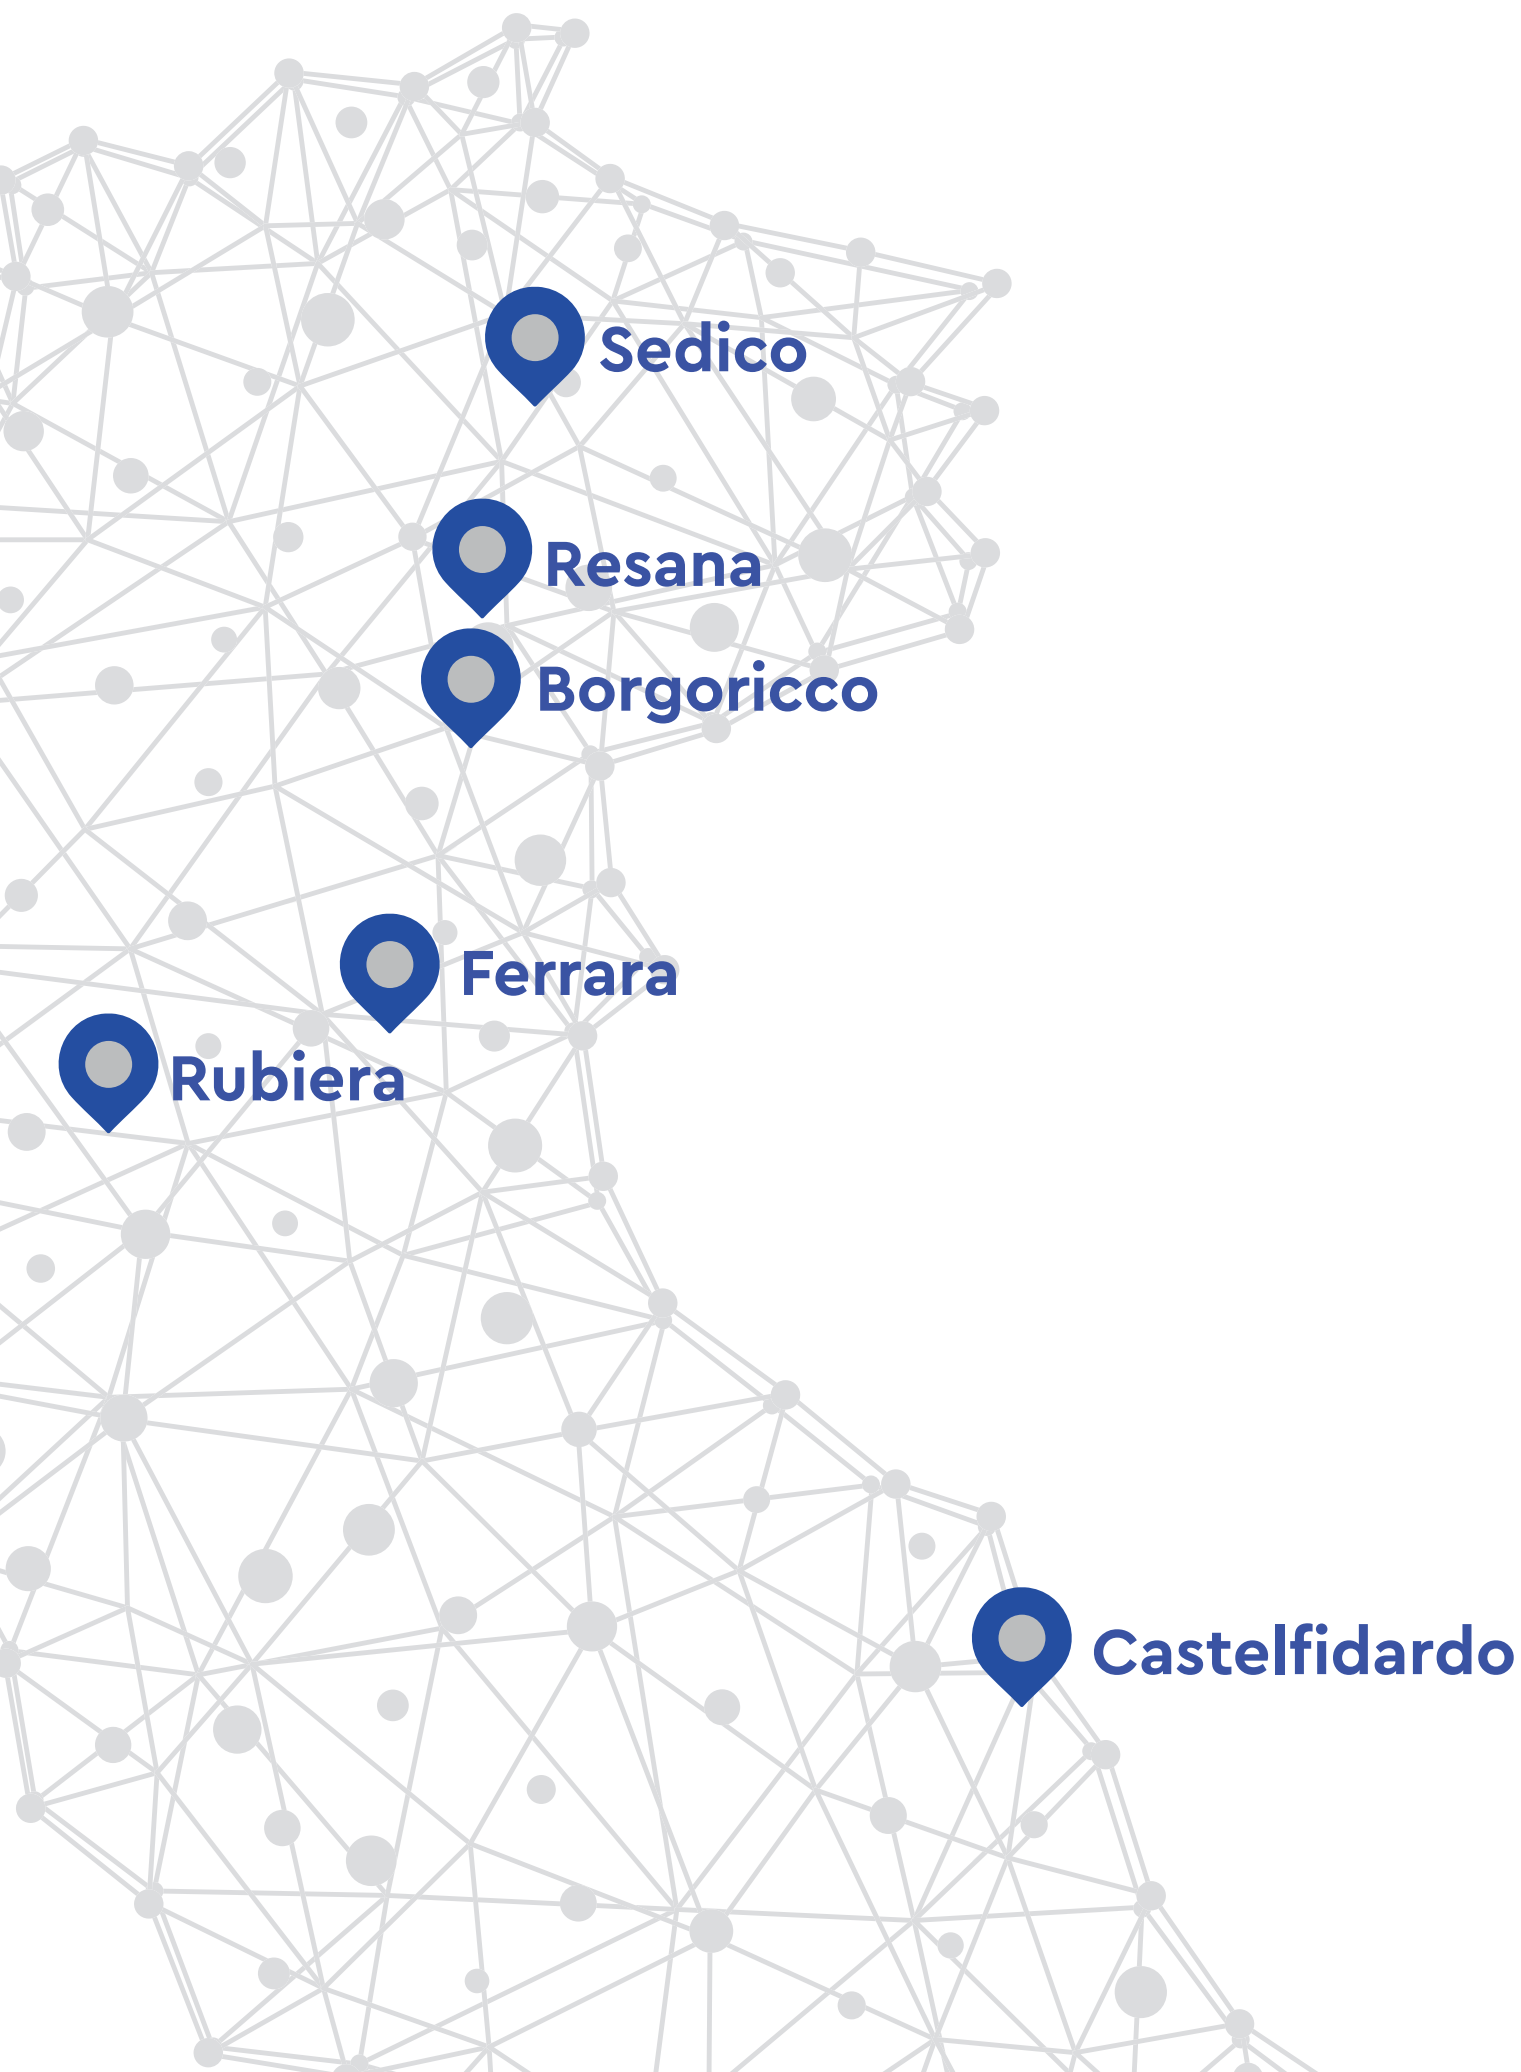 Sedico
Resana
Borgoricco
Ferrara
Rubiera
Castelfidardo